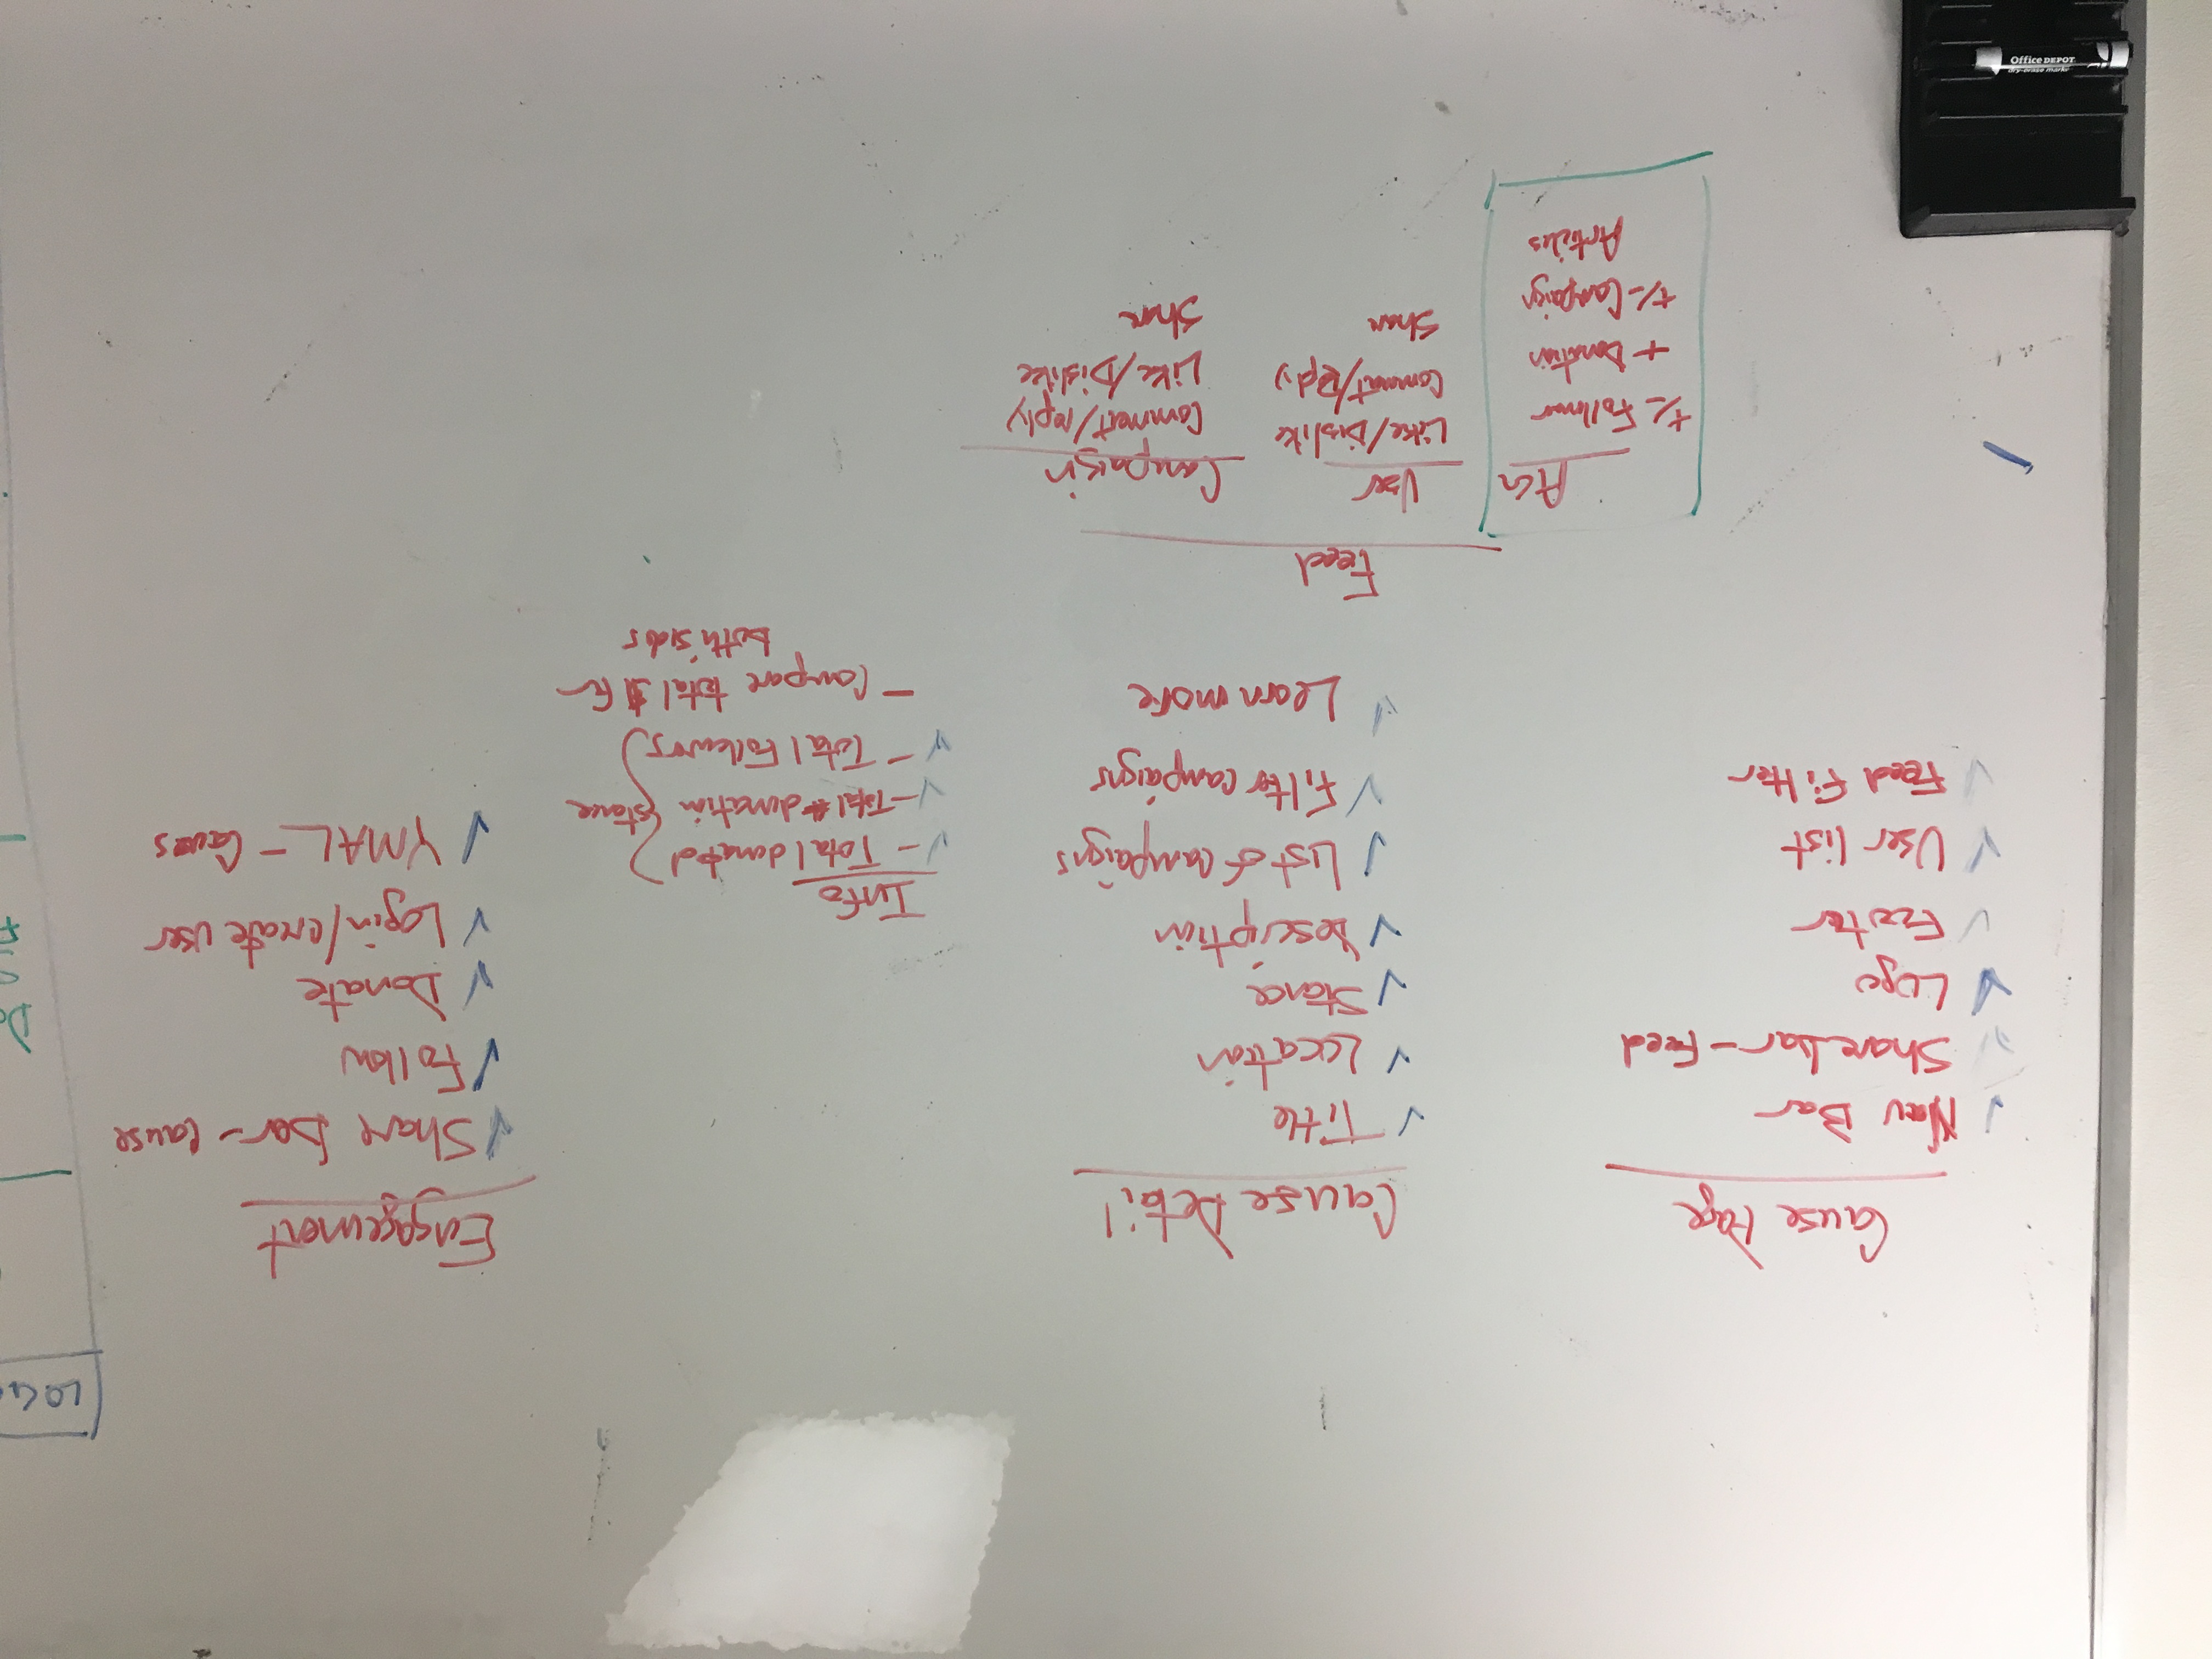 Cause Page
Nav Bar
Share bar - Feed
Logo
Footer
User list
Feed Filter
Cause Detail
Title
Location
Stance
Description
List of campaigns
Filter campaigns
Learn more
Info
- Total donated
- Total # donation
- Total Followers
stance
- Compare total $ For
both sides
Engagement
Share bar - cause
Follow
Donate
Login/create user
YMAL - Causes
Feed
+/- Follower
+ Donation
+/- Campaign
Articles
User
Like/Dislike
Comment/Reply
Share
Campaign
Comment/reply
Like/Dislike
Share
Office DEPOT
dry-erase marker